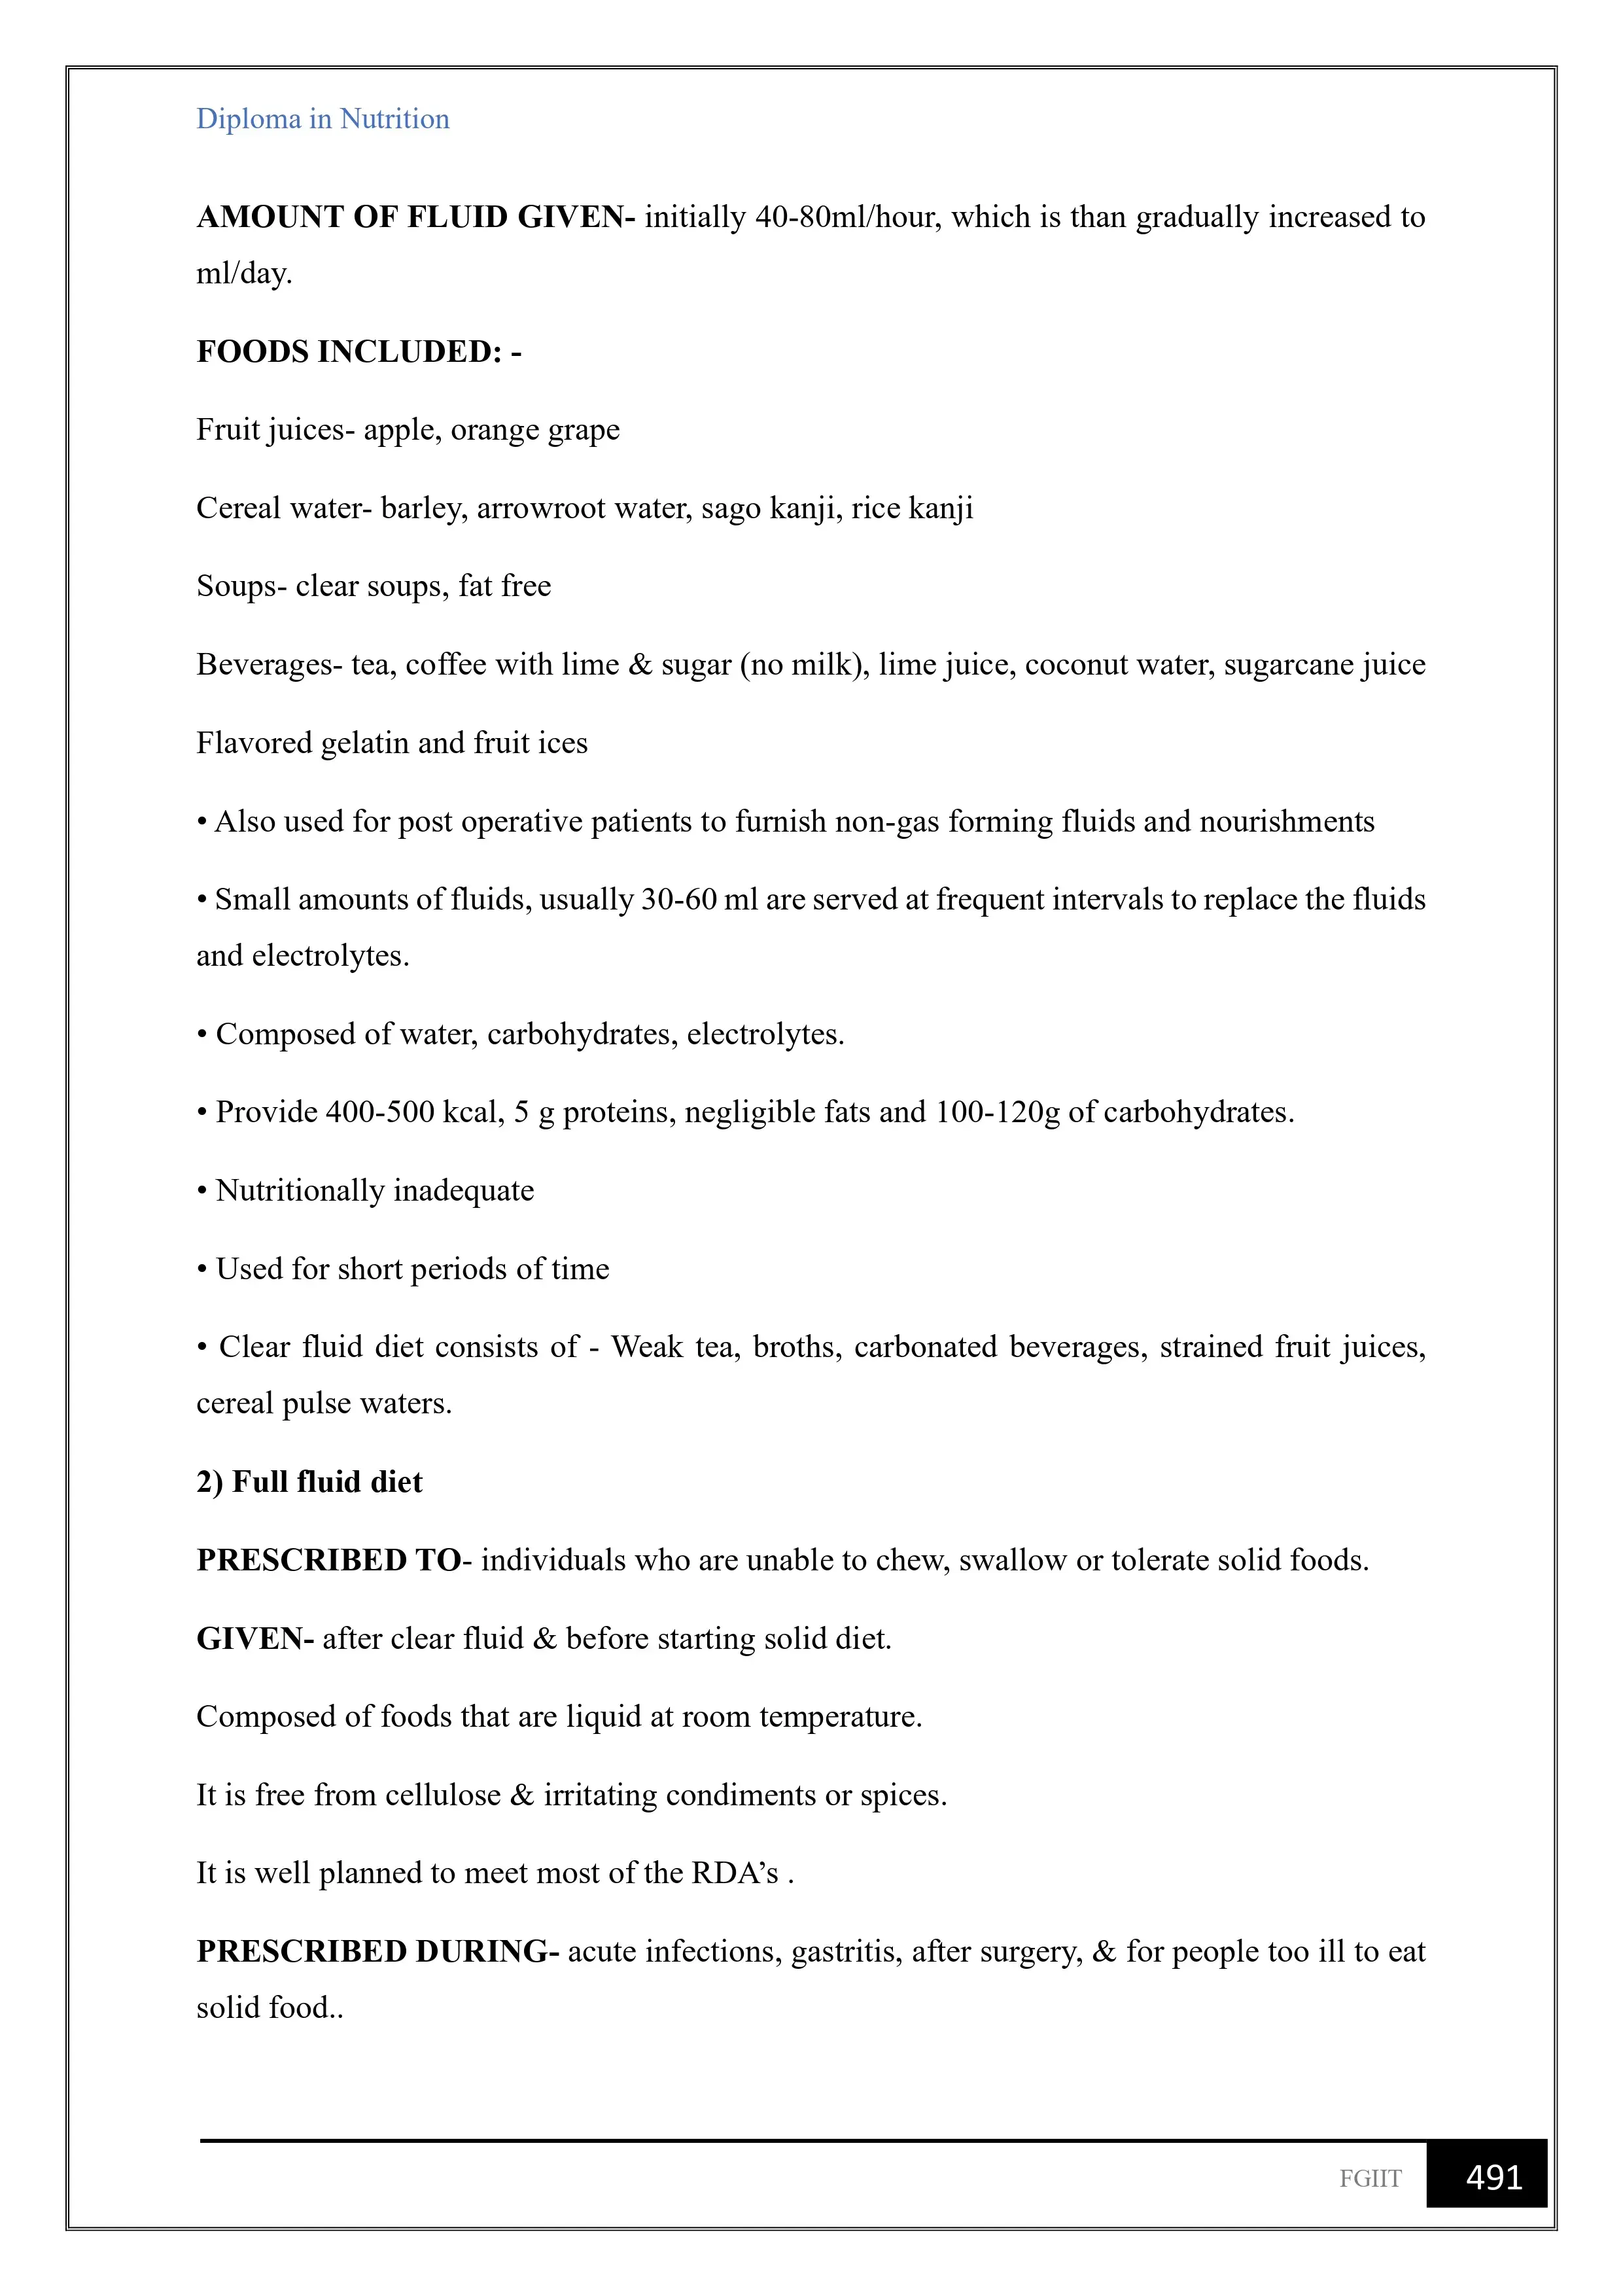 Diploma in Nutrition
AMOUNT OF FLUID GIVEN- initially 40-80ml/hour, which is than gradually increased to
ml/day.
FOODS INCLUDED: -
Fruit juices- apple, orange grape
Cereal water- barley, arrowroot water, sago kanji, rice kanji
Soups- clear soups, fat free
Beverages- tea, coffee with lime & sugar (no milk), lime juice, coconut water, sugarcane juice
Flavored gelatin and fruit ices
• Also used for post operative patients to furnish non-gas forming fluids and nourishments
• Small amounts of fluids, usually 30-60 ml are served at frequent intervals to replace the fluids
and electrolytes.
• Composed of water, carbohydrates, electrolytes.
• Provide 400-500 kcal, 5 g proteins, negligible fats and 100-120g of carbohydrates.
• Nutritionally inadequate
• Used for short periods of time
• Clear fluid diet consists of - Weak tea, broths, carbonated beverages, strained fruit juices,
cereal pulse waters.
2) Full fluid diet
PRESCRIBED TO- individuals who are unable to chew, swallow or tolerate solid foods.
GIVEN- after clear fluid & before starting solid diet.
Composed of foods that are liquid at room temperature.
It is free from cellulose & irritating condiments or spices.
It is well planned to meet most of the RDA’s .
PRESCRIBED DURING- acute infections, gastritis, after surgery, & for people too ill to eat
solid food..
FGIIT 491